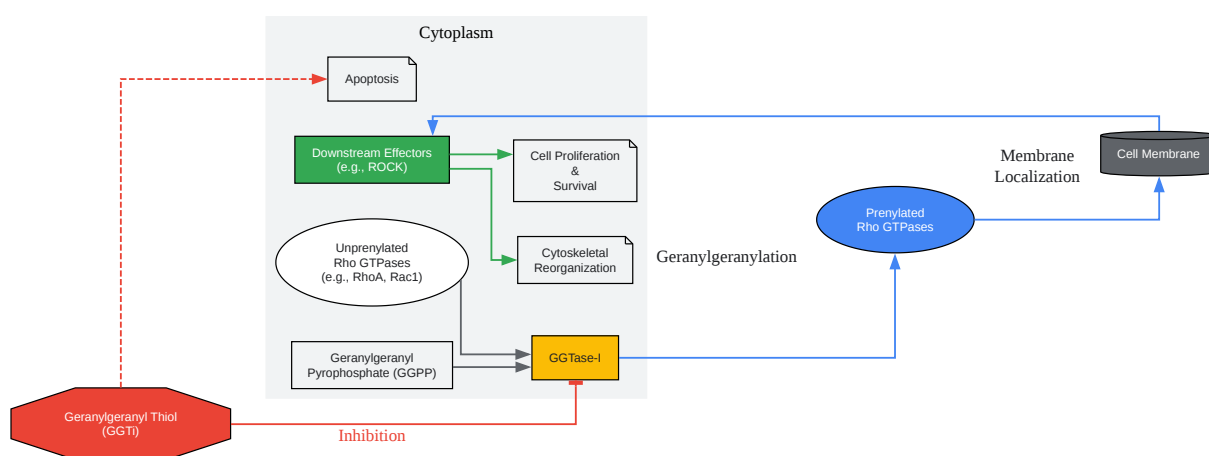 Cytoplasm
Apoptosis
Downstream Effectors
(e.g., ROCK)
Cell Proliferation
&
Survival
Cell Membrane
Membrane
Localization
Prenylated
Rho GTPases
Unprenylated
Rho GTPases
(e.g., RhoA, Rac1)
Cytoskeletal
Reorganization
Geranylgeranylation
Geranylgeranyl
Pyrophosphate (GGPP)
GGTase-I
Geranylgeranyl Thiol
(GGTi)
Inhibition